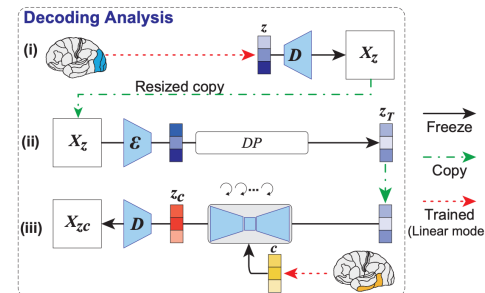 Decoding Analysis
(i)
z
D
X_z
Resized copy
(ii)
X_z
ε
DP
z_T
(iii)
X_zc
D
z_c
...
c
Freeze
Copy
Trained
(Linear mode